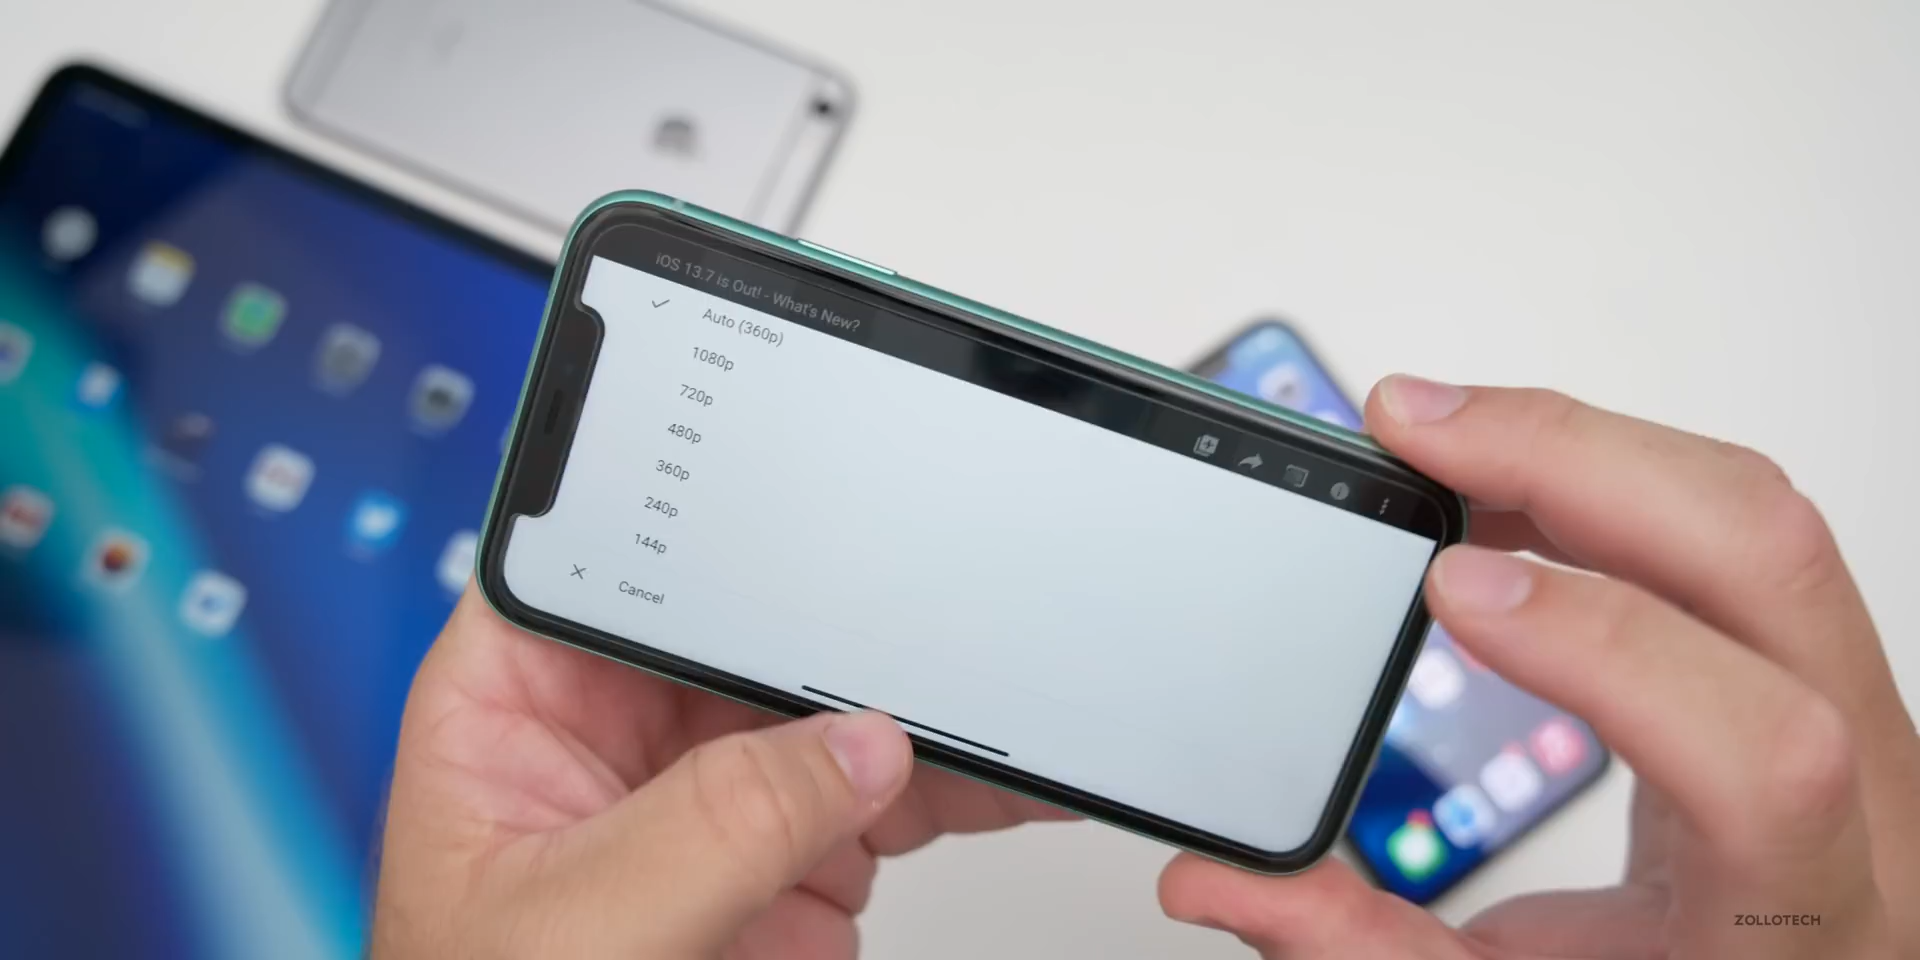 iOS 13.7 is Out! - What's New?
Auto (360p)
1080p
720p
480p
360p
240p
144p
Cancel
ZOLLOTECH